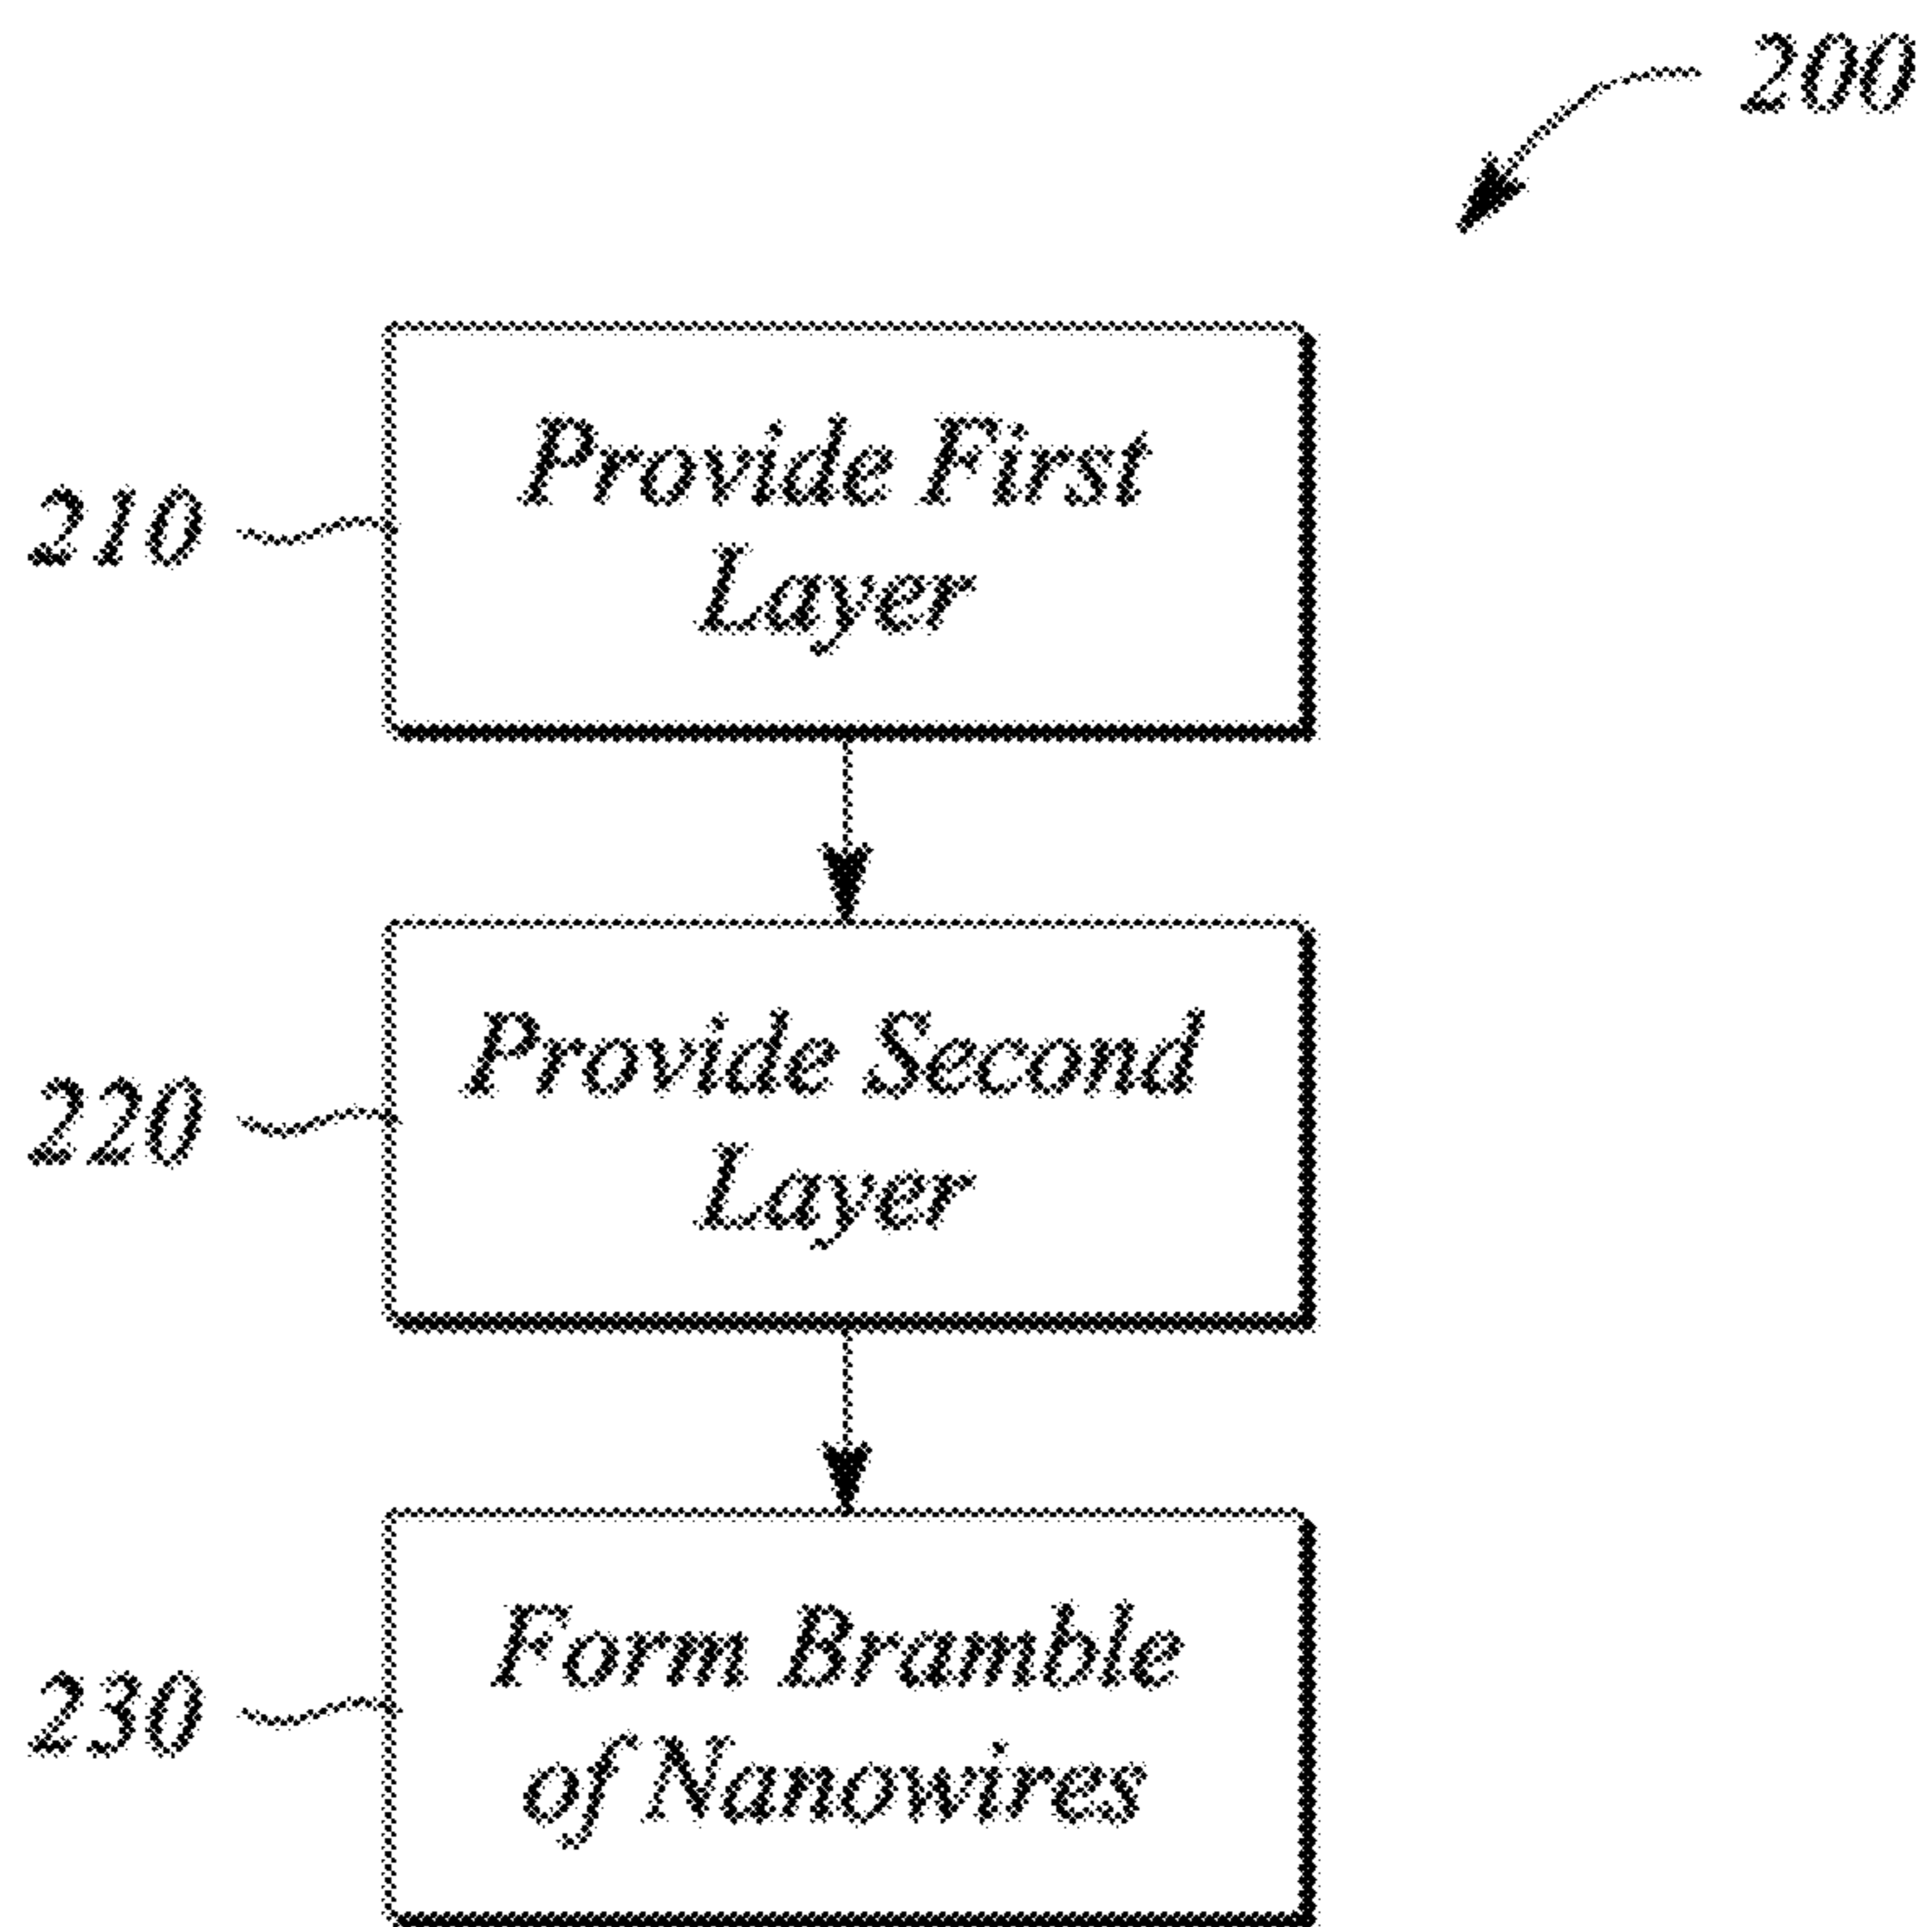 200
210
Provide First
Layer
220
Provide Second
Layer
230
Form Bramble
of Nanowires